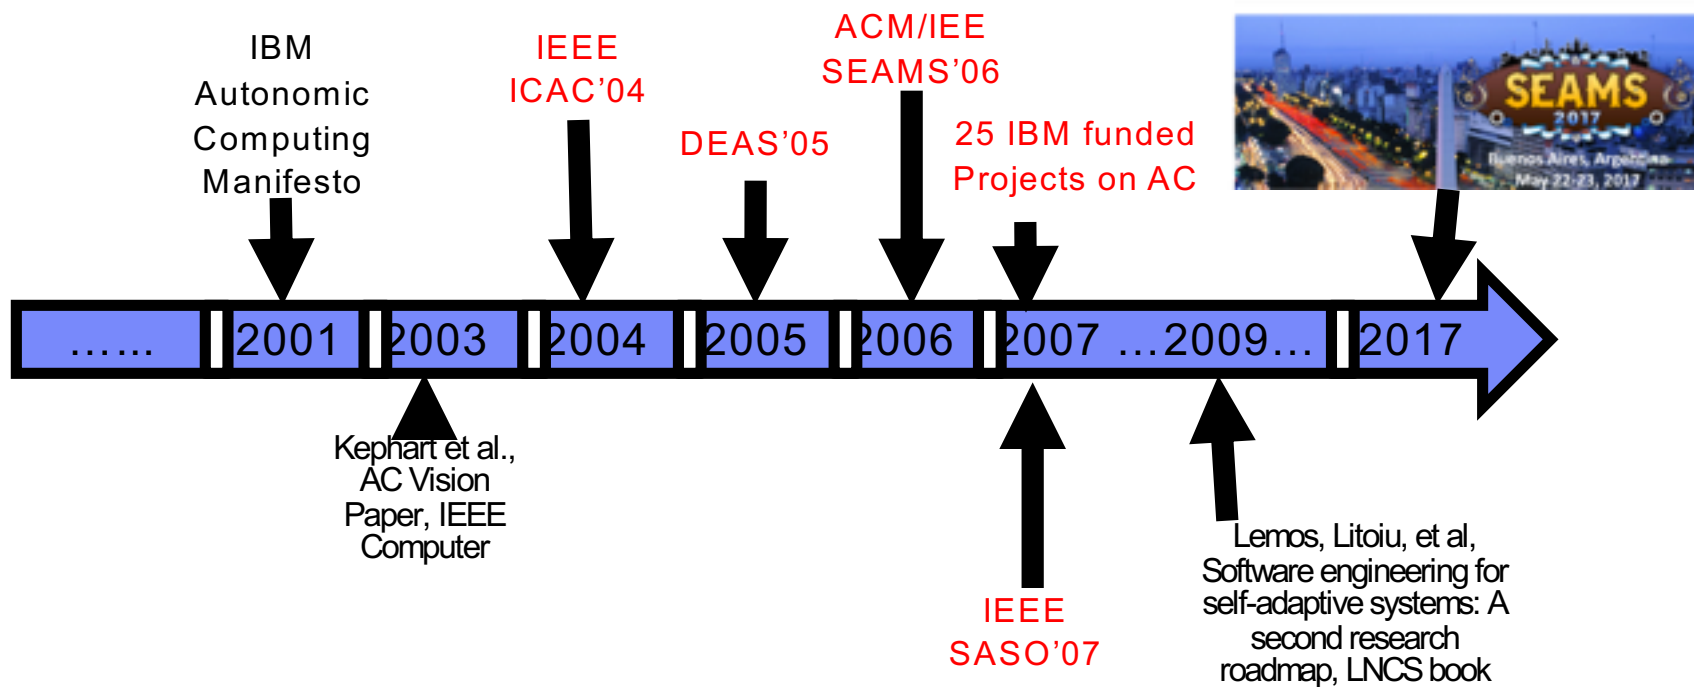 IBM
Autonomic
Computing
Manifesto
IEEE
ICAC’04
DEAS’05
ACM/IEE
SEAMS’06
25 IBM funded
Projects on AC
SEAMS
2017
Buenos Aires, Argentina
May 22-23, 2017
…... 2001 2003 2004 2005 2006 2007 …2009… 2017
Kephart et al.,
AC Vision
Paper, IEEE
Computer
IEEE
SASO’07
Lemos, Litoiu, et al,
Software engineering for
self-adaptive systems: A
second research
roadmap, LNCS book